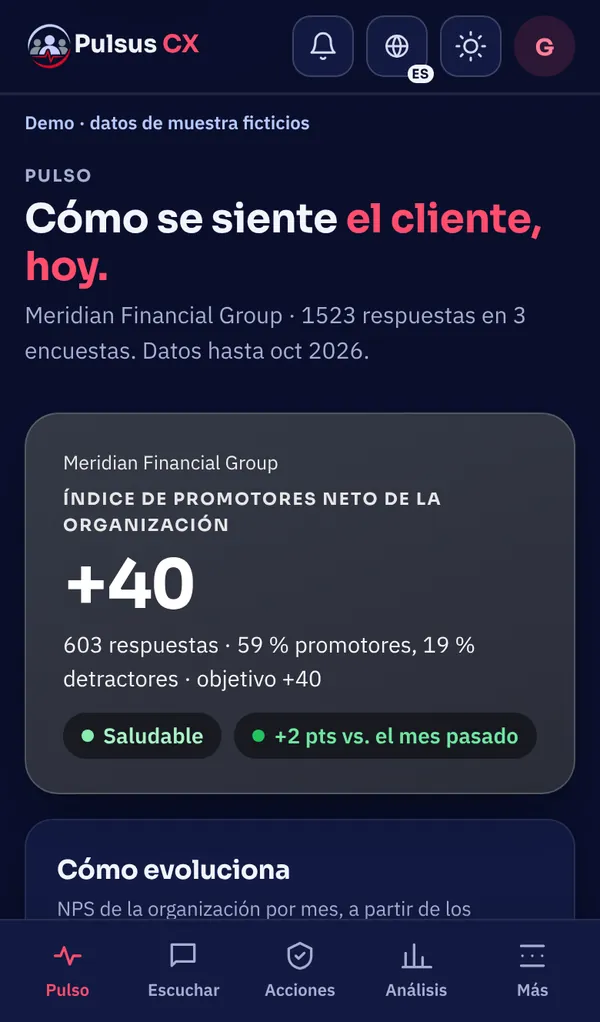 Pulsus CX
ES
G
Demo · datos de muestra ficticios
PULSO
Cómo se siente el cliente,
hoy.
Meridian Financial Group · 1523 respuestas en 3
encuestas. Datos hasta oct 2026.
Meridian Financial Group
ÍNDICE DE PROMOTORES NETO DE LA
ORGANIZACIÓN
+40
603 respuestas · 59 % promotores, 19 %
detractores · objetivo +40
Saludable
+2 pts vs. el mes pasado
Cómo evoluciona
NPS de la organización por mes, a partir de los
Pulso
Escuchar
Acciones
Análisis
Más